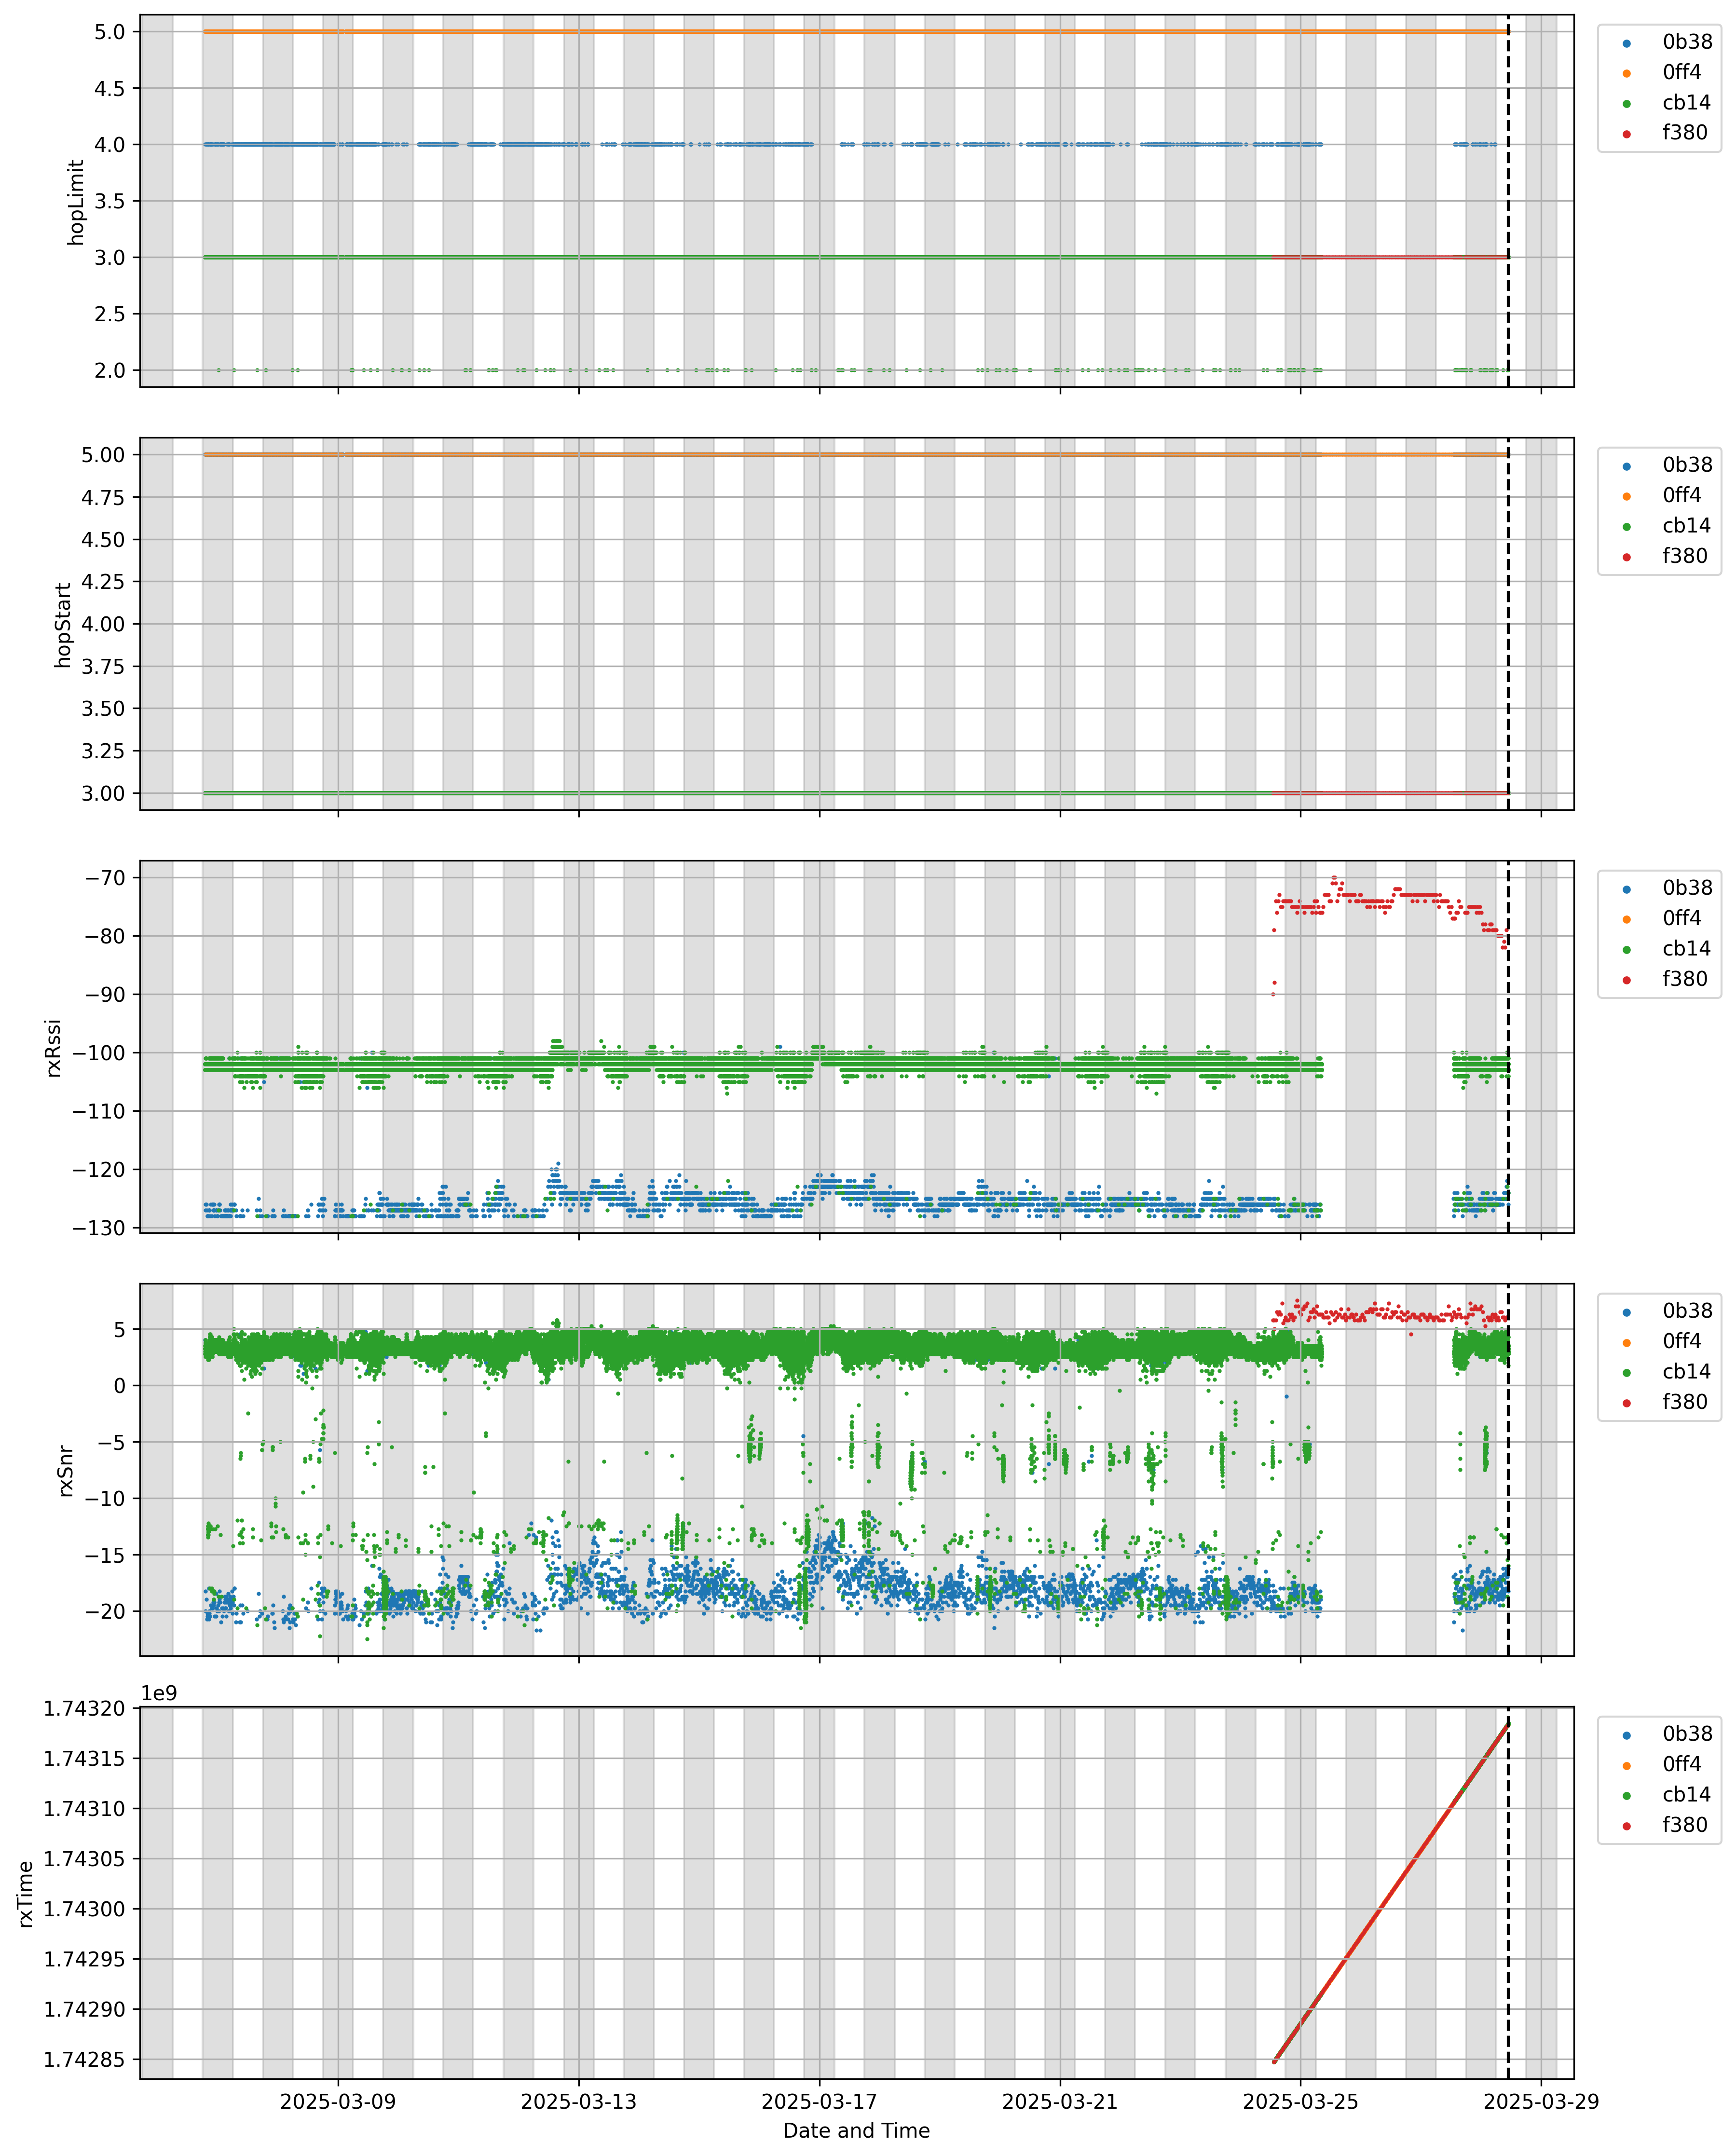 5.0
4.5
4.0
3.5
3.0
2.5
2.0
hopLimit
0b38
0ff4
cb14
f380
5.00
4.75
4.50
4.25
4.00
3.75
3.50
3.25
3.00
hopStart
0b38
0ff4
cb14
f380
−70
−80
−90
−100
−110
−120
−130
rxRssi
0b38
0ff4
cb14
f380
5
0
−5
−10
−15
−20
rxSnr
0b38
0ff4
cb14
f380
1e9
1.74320
1.74315
1.74310
1.74305
1.74300
1.74295
1.74290
1.74285
rxTime
0b38
0ff4
cb14
f380
2025-03-09
2025-03-13
2025-03-17
2025-03-21
2025-03-25
2025-03-29
Date and Time